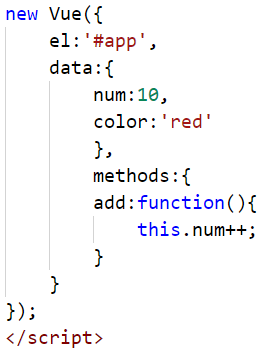 new Vue({
    el:'#app',
    data:{
        num:10,
        color:'red'
        },
        methods:{
        add:function(){
            this.num++;
        }
    }
});
</script>